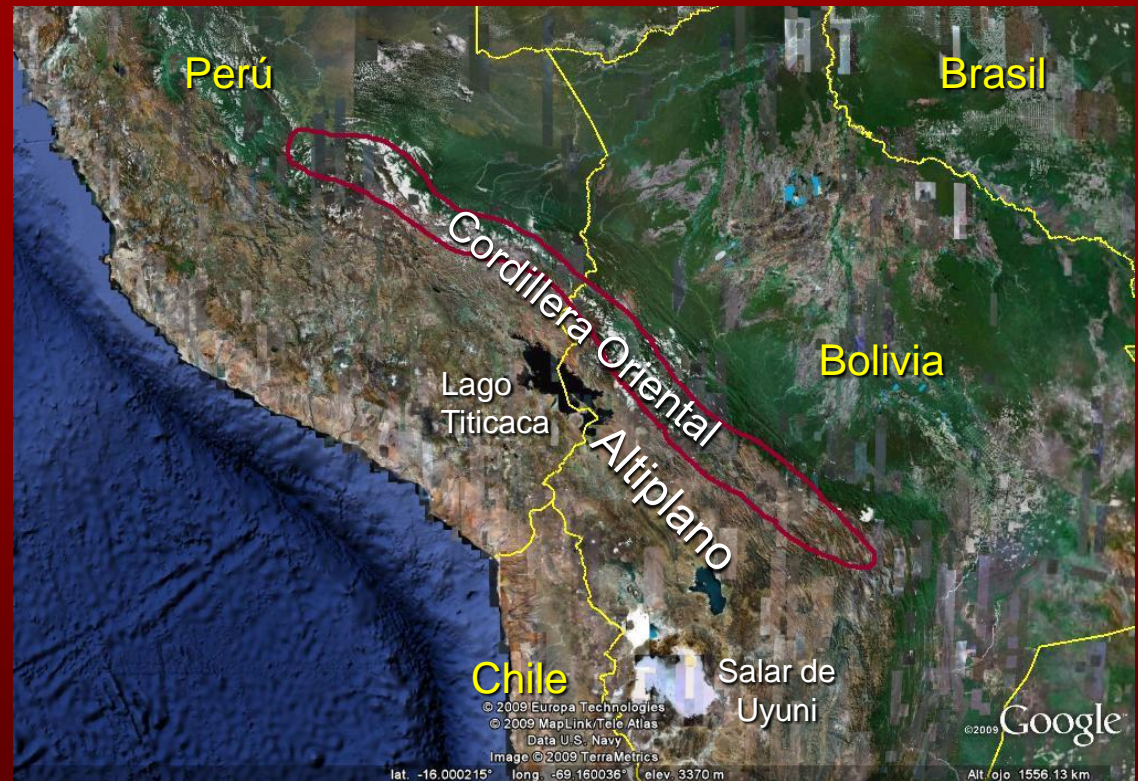 Perú
Brasil
Cordillera Oriental
Bolivia
Lago
Titicaca
Altiplano
Chile
Salar de
Uyuni
© 2009 Europa Technologies
© 2009 MapLink/Tele Atlas
Data U.S. Navy
Image © 2009 TerraMetrics
©2009 Google™
lat. -16.000215° long. -69.160036° elev. 3370 m
Alt. ojo 1556.13 km